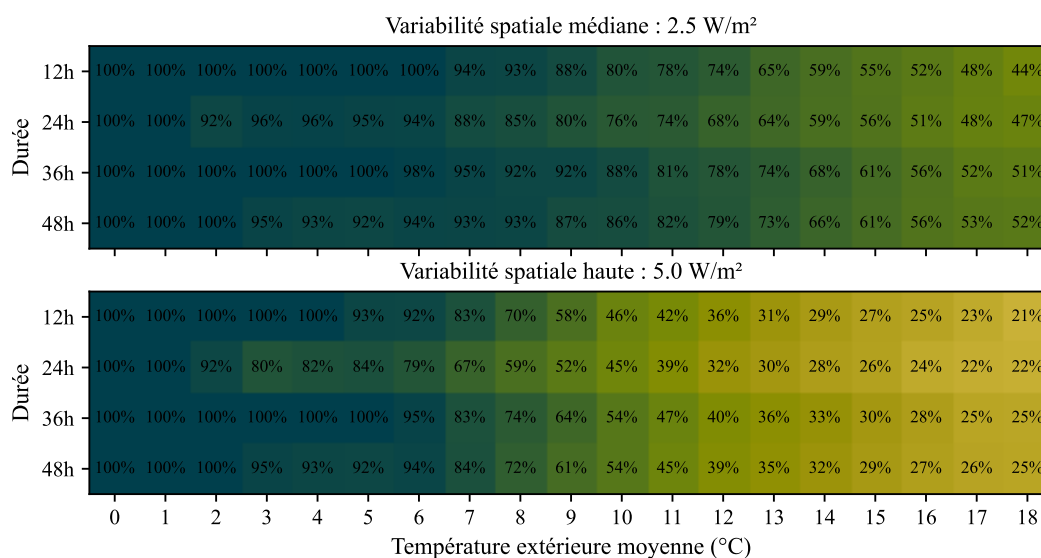 Variabilité spatiale médiane : 2.5 W/m²
Durée
12h 100% 100% 100% 100% 100% 100% 100% 94% 93% 88% 80% 78% 74% 65% 59% 55% 52% 48% 44%
24h 100% 100% 92% 96% 96% 95% 94% 88% 85% 80% 76% 74% 68% 64% 59% 56% 51% 48% 47%
36h 100% 100% 100% 100% 100% 100% 98% 95% 92% 92% 88% 81% 78% 74% 68% 61% 56% 52% 51%
48h 100% 100% 100% 95% 93% 92% 94% 93% 93% 87% 86% 82% 79% 73% 66% 61% 56% 53% 52%
Variabilité spatiale haute : 5.0 W/m²
Durée
12h 100% 100% 100% 100% 100% 93% 92% 83% 70% 58% 46% 42% 36% 31% 29% 27% 25% 23% 21%
24h 100% 100% 92% 80% 82% 84% 79% 67% 59% 52% 45% 39% 32% 30% 28% 26% 24% 22% 22%
36h 100% 100% 100% 100% 100% 100% 95% 83% 74% 64% 54% 47% 40% 36% 33% 30% 28% 25% 25%
48h 100% 100% 100% 95% 93% 92% 94% 84% 72% 61% 54% 45% 39% 35% 32% 29% 27% 26% 25%
0 1 2 3 4 5 6 7 8 9 10 11 12 13 14 15 16 17 18
Température extérieure moyenne (°C)